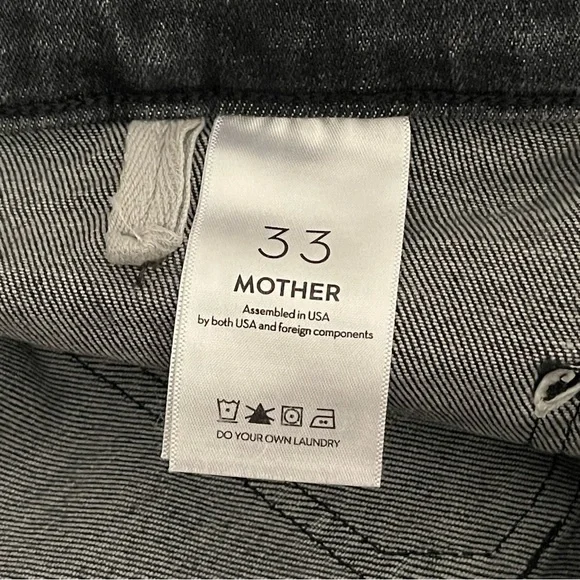 33
MOTHER
Assembled in USA
by both USA and foreign components
DO YOUR OWN LAUNDRY